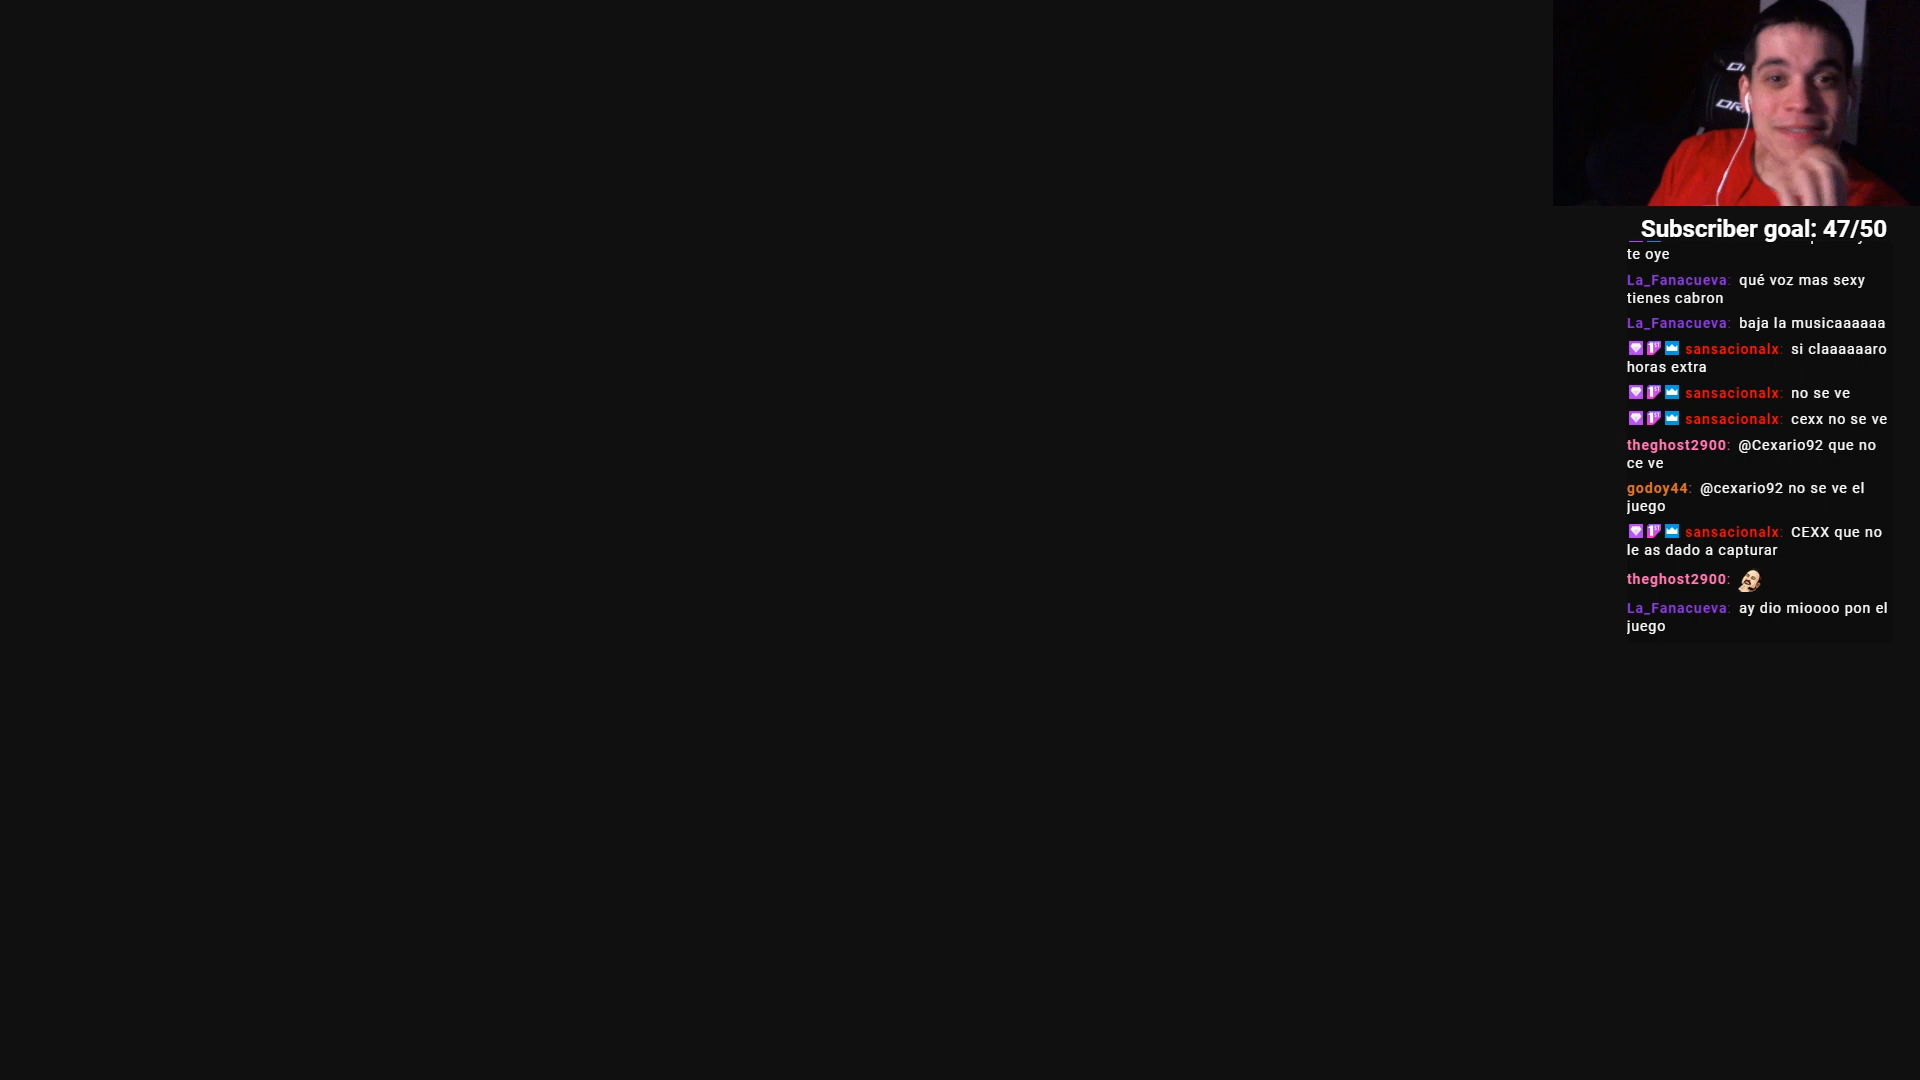 Subscriber goal: 47/50
te oye
La_Fanacueva: qué voz mas sexy
tienes cabron
La_Fanacueva: baja la musicaaaaaa
sansacionalx: si claaaaaaro
horas extra
sansacionalx: no se ve
sansacionalx: cexx no se ve
theghost2900: @Cexario92 que no
ce ve
godoy44: @cexario92 no se ve el
juego
sansacionalx: CEXX que no
le as dado a capturar
theghost2900:
La_Fanacueva: ay dio mioooo pon el
juego